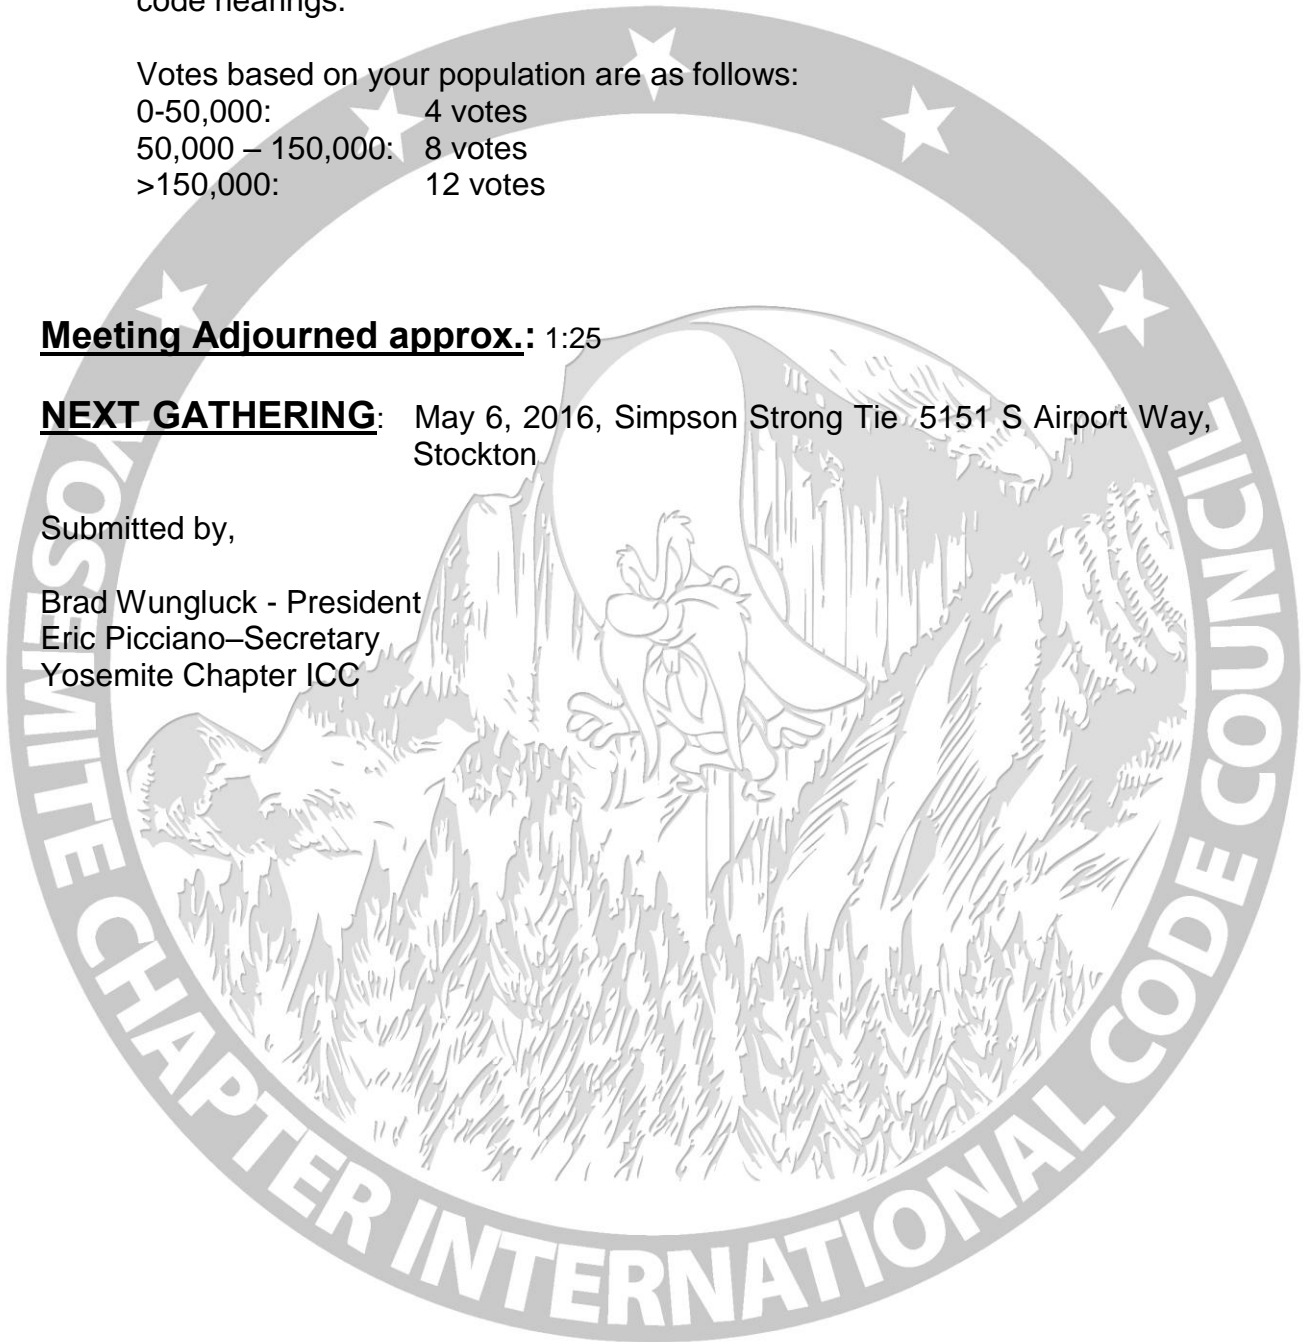 code hearings.
Votes based on your population are as follows:
0-50,000: 4 votes
50,000 – 150,000: 8 votes
>150,000: 12 votes
Meeting Adjourned approx.: 1:25
NEXT GATHERING: May 6, 2016, Simpson Strong Tie 5151 S Airport Way,
Stockton
Submitted by,
Brad Wungluck - President
Eric Picciano–Secretary
Yosemite Chapter ICC
YOSEMITE CHAPTER INTERNATIONAL CODE COUNCIL